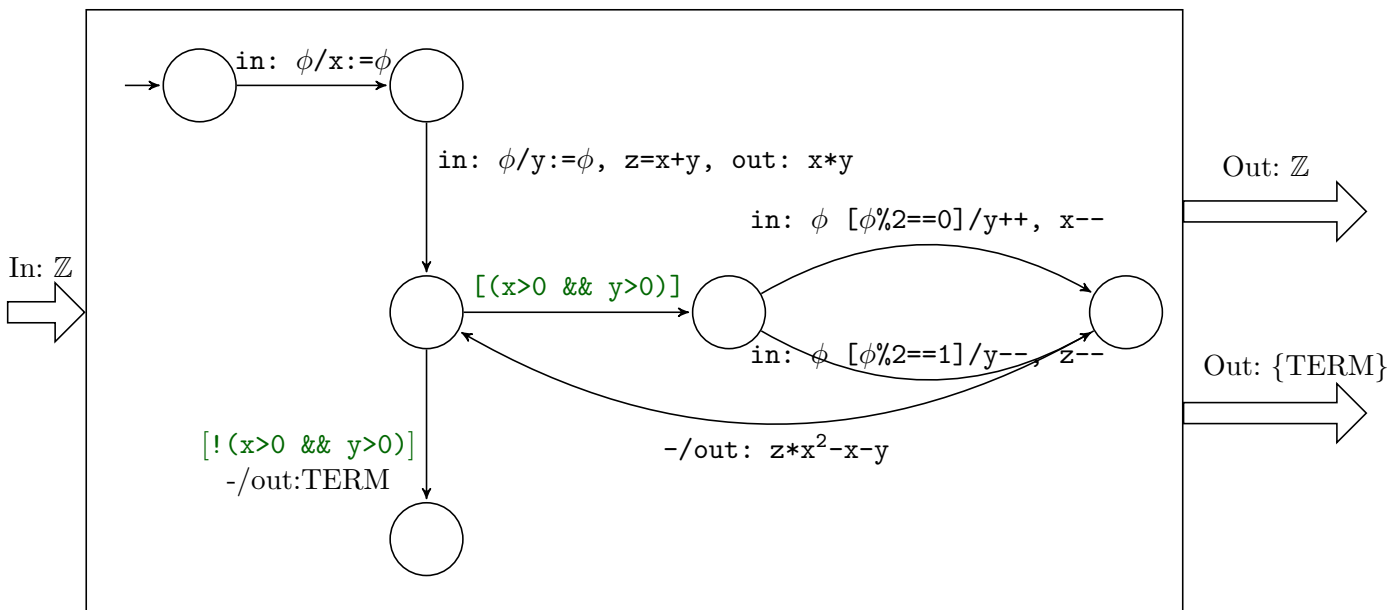 in: ϕ/x:=ϕ
in: ϕ/y:=ϕ, z=x+y, out: x*y
Out: ℤ
in: ϕ [ϕ%2==0]/y++, x--
In: ℤ
[(x>0 && y>0)]
in: ϕ [ϕ%2==1]/y--, z--
Out: {TERM}
[!(x>0 && y>0)]
-/out: z*x²-x-y
-/out:TERM